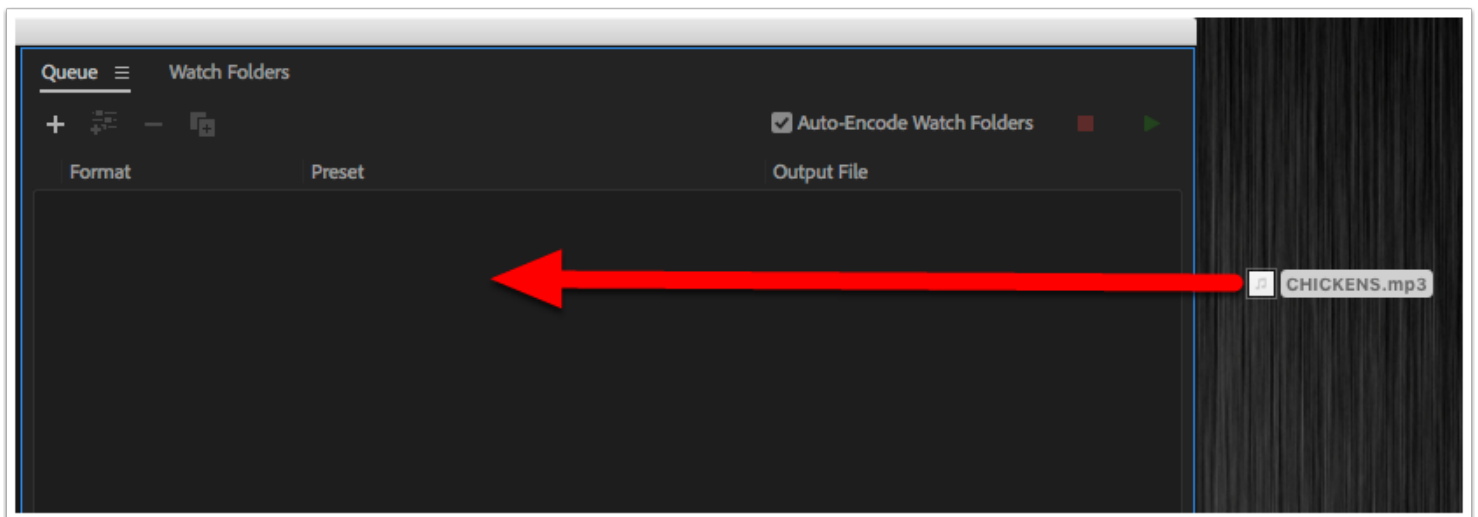 Queue Watch Folders
Auto-Encode Watch Folders
Format Preset Output File
CHICKENS.mp3